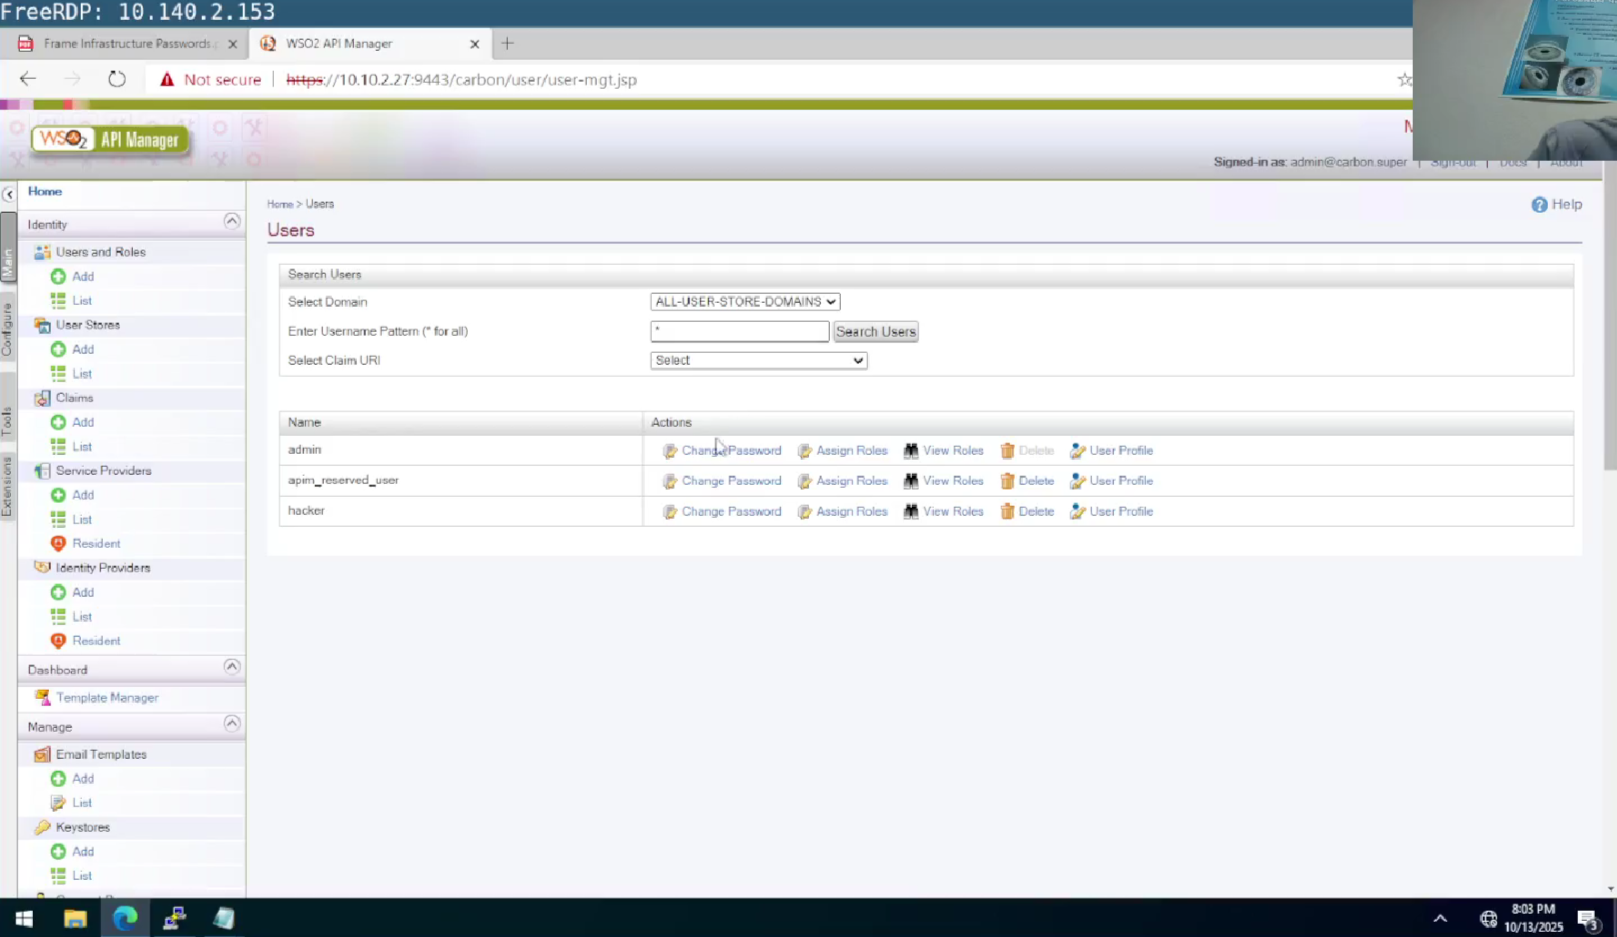 FreeRDP: 10.140.2.153
Frame Infrastructure Passwords.
WSO2 API Manager
Not secure
https://10.10.2.27:9443/carbon/user/user-mgt.jsp
WSO2 API Manager
Signed-in as: admin@carbon.super | Sign-out | Docs | About
Home
Home > Users
Help
Main
Configure
Tools
Extensions
Identity
Users and Roles
Add
List
User Stores
Add
List
Claims
Add
List
Service Providers
Add
List
Resident
Identity Providers
Add
List
Resident
Dashboard
Template Manager
Manage
Email Templates
Add
List
Keystores
Add
List
Users
Search Users
Select Domain
ALL-USER-STORE-DOMAINS
Enter Username Pattern (* for all)
*
Search Users
Select Claim URI
Select
Name Actions
admin Change Password Assign Roles View Roles Delete User Profile
apim_reserved_user Change Password Assign Roles View Roles Delete User Profile
hacker Change Password Assign Roles View Roles Delete User Profile
8:03 PM
10/13/2025
3